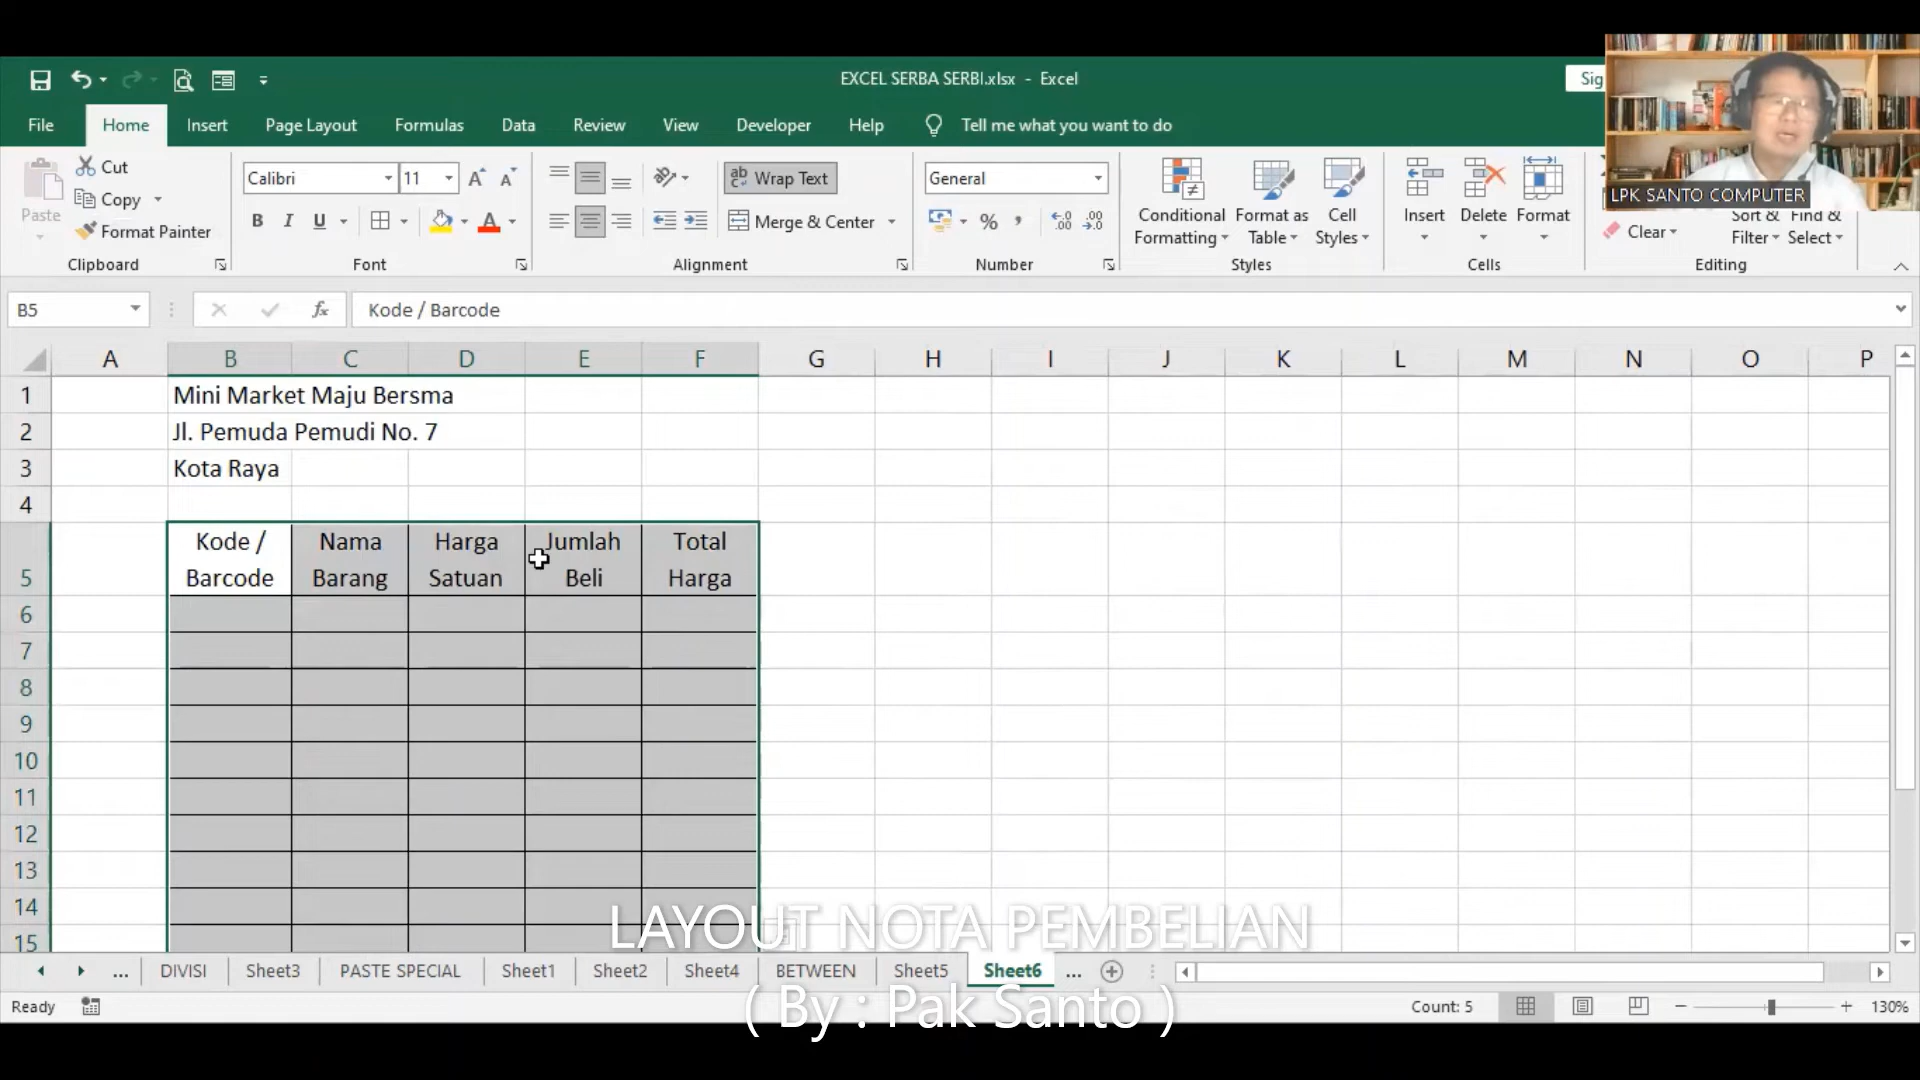 EXCEL SERBA SERBI.xlsx - Excel
Sig
File Home Insert Page Layout Formulas Data Review View Developer Help Tell me what you want to do
Paste
Cut
Copy
Format Painter
Clipboard
Calibri 11
B I U A
Font
ab Wrap Text
Merge & Center
Alignment
General
% ,
Number
Conditional Formatting
Format as Table
Cell Styles
Styles
Insert Delete Format
Cells
Clear
Sort & Filter
Find & Select
Editing
LPK SANTO COMPUTER
B5 fx Kode / Barcode
A B C D E F G H I J K L M N O P
1 Mini Market Maju Bersma
2 Jl. Pemuda Pemudi No. 7
3 Kota Raya
4
5 Kode / Barcode Nama Barang Harga Satuan Jumlah Beli Total Harga
6
7
8
9
10
11
12
13
14
15
LAYOUT NOTA PEMBELIAN
... DIVISI Sheet3 PASTE SPECIAL Sheet1 Sheet2 Sheet4 BETWEEN Sheet5 Sheet6 ...
( By : Pak Santo )
Ready Count: 5 130%